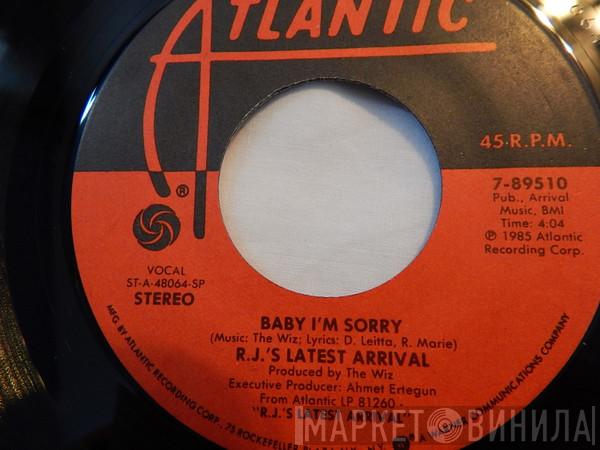 ATLANTIC
®
45 R.P.M.
7-89510
Pub., Arrival
Music, BMI
Time: 4:04
℗ 1985 Atlantic
Recording Corp.
VOCAL
ST-A-48064-SP
STEREO
BABY I'M SORRY
(Music: The Wiz; Lyrics: D. Leitta, R. Marie)
R.J.'S LATEST ARRIVAL
Produced by The Wiz
Executive Producer: Ahmet Ertegun
From Atlantic LP 81260-
"R.J.'S LATEST ARRIVAL"
MFG. BY ATLANTIC RECORDING CORP., 75 ROCKEFELLER A WARNER COMMUNICATIONS COMPANY
МАРКЕТ ВИНИЛА